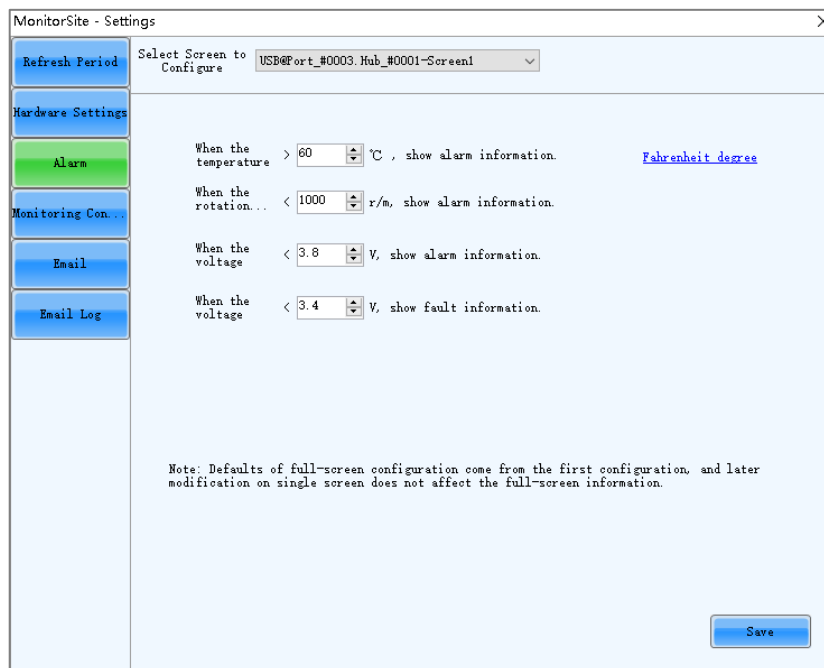 MonitorSite - Settings
Refresh Period
Hardware Settings
Alarm
Monitoring Con...
Email
Email Log
Select Screen to
Configure
USB@Port_#0003.Hub_#0001-Screen1
When the
temperature > 60 ℃ , show alarm information.
Fahrenheit degree
When the
rotation... < 1000 r/m, show alarm information.
When the
voltage < 3.8 V, show alarm information.
When the
voltage < 3.4 V, show fault information.
Note: Defaults of full-screen configuration come from the first configuration, and later
modification on single screen does not affect the full-screen information.
Save